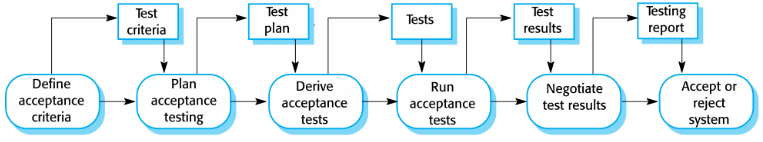 Test
criteria
Test
plan
Tests
Test
results
Testing
report
Define
acceptance
criteria
Plan
acceptance
testing
Derive
acceptance
tests
Run
acceptance
tests
Negotiate
test results
Accept or
reject
system